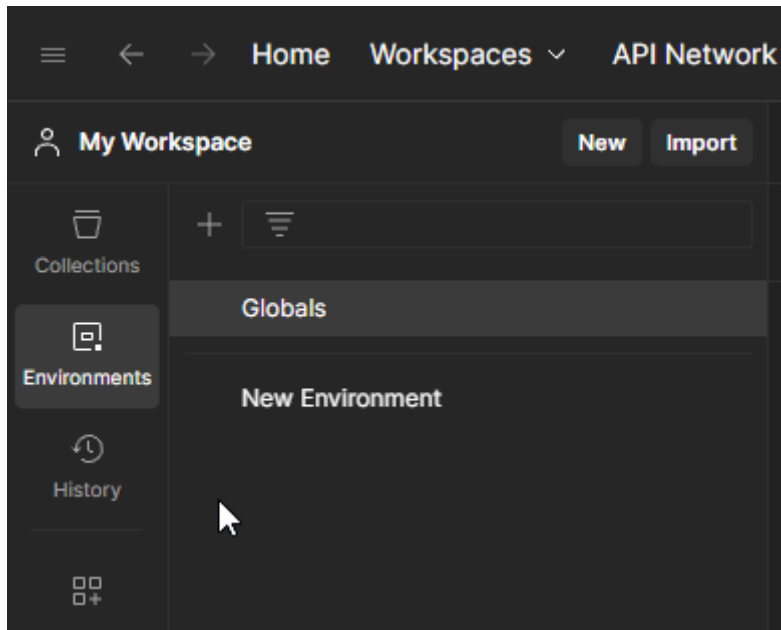 Home Workspaces API Network
My Workspace New Import
Collections
Globals
Environments
New Environment
History